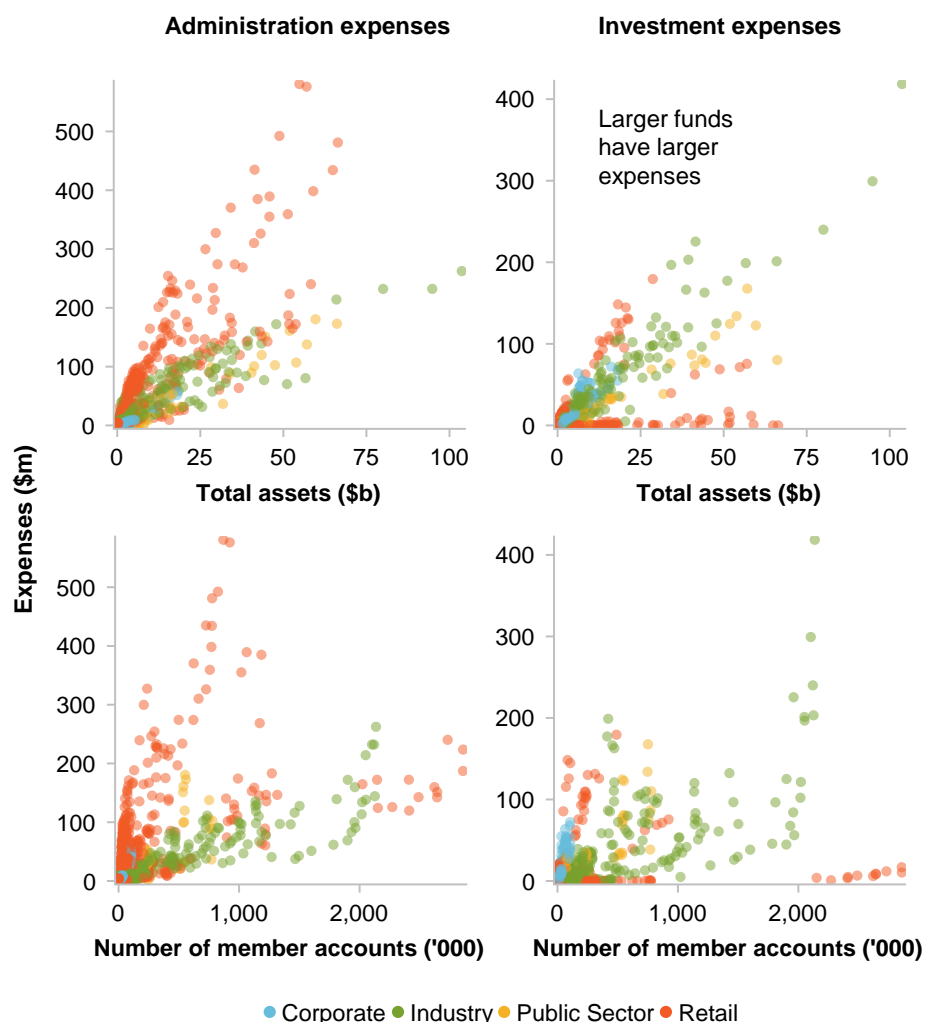 Administration expenses
Investment expenses
500
400
300
200
100
0
0 25 50 75 100
Total assets ($b)
400
300
200
100
0
Larger funds
have larger
expenses
0 25 50 75 100
Total assets ($b)
Expenses ($m)
500
400
300
200
100
0
0 1,000 2,000
Number of member accounts ('000)
400
300
200
100
0
0 1,000 2,000
Number of member accounts ('000)
Corporate Industry Public Sector Retail